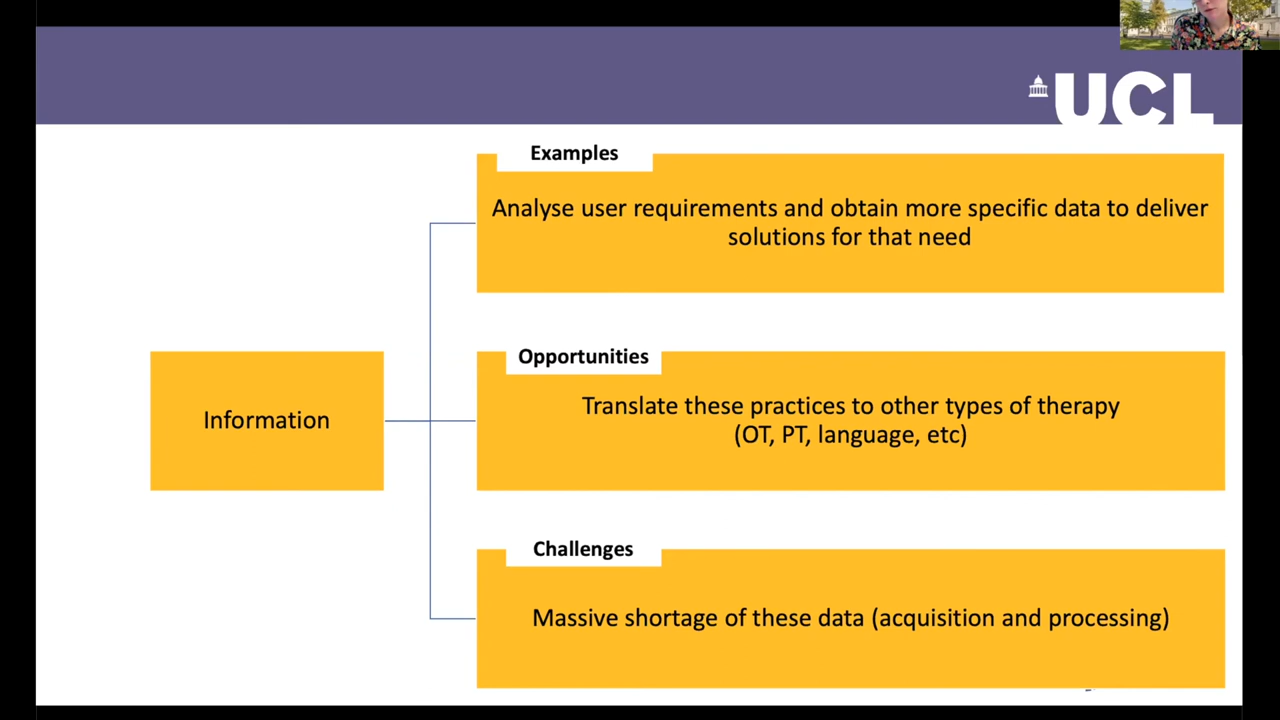 UCL
Examples
Analyse user requirements and obtain more specific data to deliver
solutions for that need
Opportunities
Translate these practices to other types of therapy
(OT, PT, language, etc)
Information
Challenges
Massive shortage of these data (acquisition and processing)